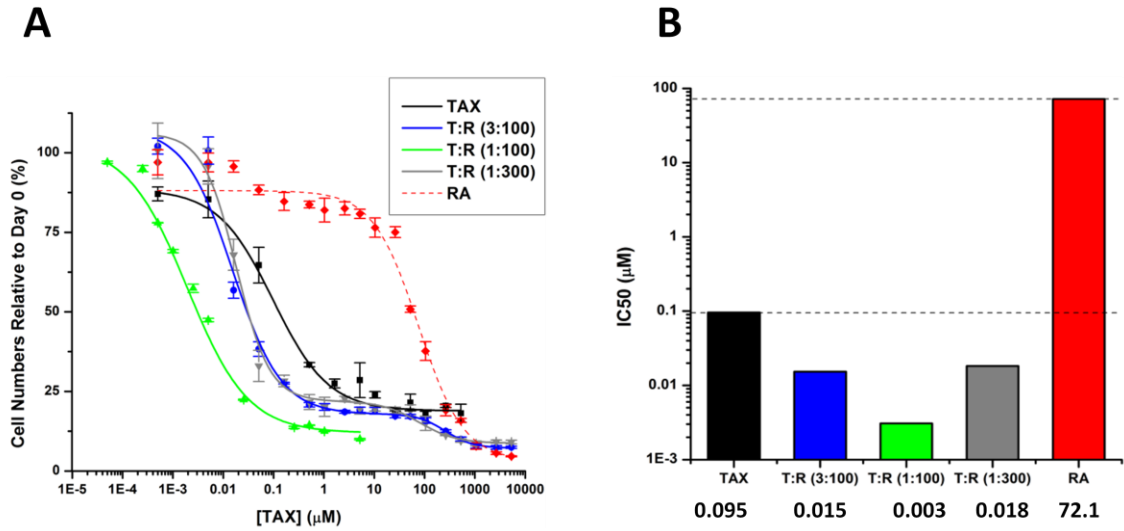 A
TAX
T:R (3:100)
T:R (1:100)
T:R (1:300)
RA
Cell Numbers Relative to Day 0 (%)
100
75
50
25
0
1E-5 1E-4 1E-3 0.01 0.1 1 10 100 1000 10000
[TAX] (μM)
B
IC50 (μM)
100
10
1
0.1
0.01
1E-3
TAX T:R (3:100) T:R (1:100) T:R (1:300) RA
0.095 0.015 0.003 0.018 72.1